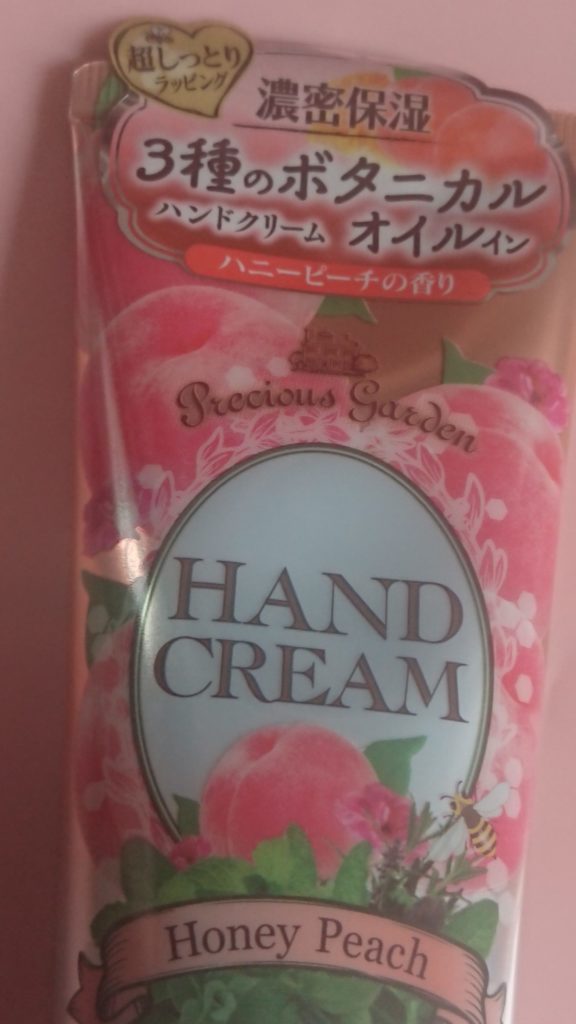 超しっとり
ラッピング
濃密保湿
3種のボタニカル
ハンドクリーム オイルイン
ハニーピーチの香り
Precious Garden
HAND
CREAM
Honey Peach